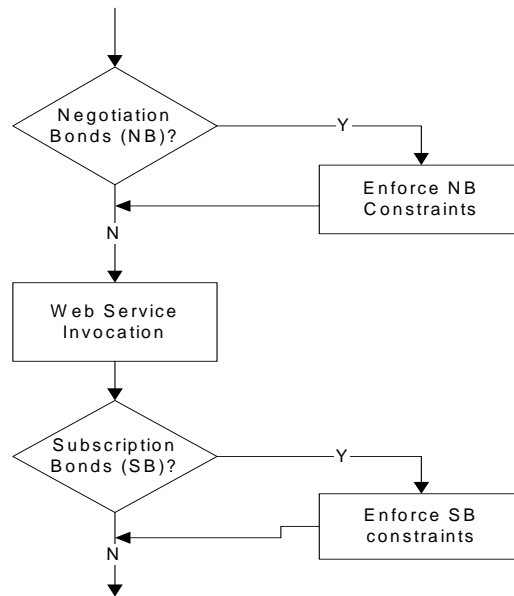 Negotiation
Bonds (NB)?
Y
Enforce NB
Constraints
N
Web Service
Invocation
Subscription
Bonds (SB)?
Y
Enforce SB
constraints
N